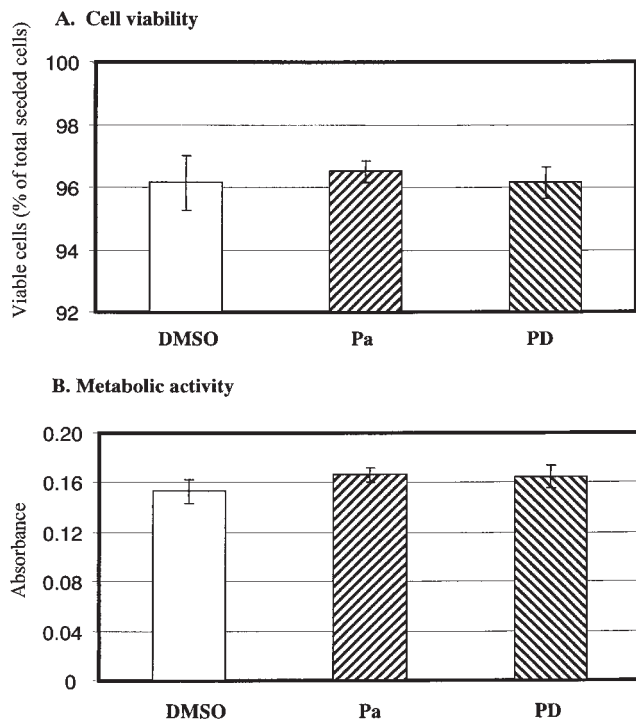 A. Cell viability
Viable cells (% of total seeded cells)
100
98
96
94
92
DMSO Pa PD
B. Metabolic activity
Absorbance
0.20
0.16
0.12
0.08
0.04
0
DMSO Pa PD